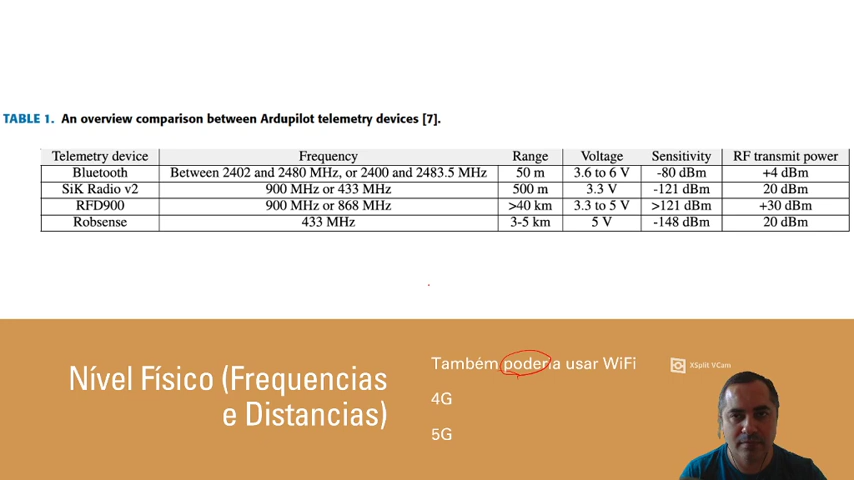 TABLE 1. An overview comparison between Ardupilot telemetry devices [7].
Telemetry device Frequency Range Voltage Sensitivity RF transmit power
Bluetooth Between 2402 and 2480 MHz, or 2400 and 2483.5 MHz 50 m 3.6 to 6 V -80 dBm +4 dBm
SiK Radio v2 900 MHz or 433 MHz 500 m 3.3 V -121 dBm 20 dBm
RFD900 900 MHz or 868 MHz >40 km 3.3 to 5 V >121 dBm +30 dBm
Robsense 433 MHz 3-5 km 5 V -148 dBm 20 dBm
Nível Físico (Frequencias
e Distancias)
Também poderia usar WiFi
4G
5G
XSplit VCam